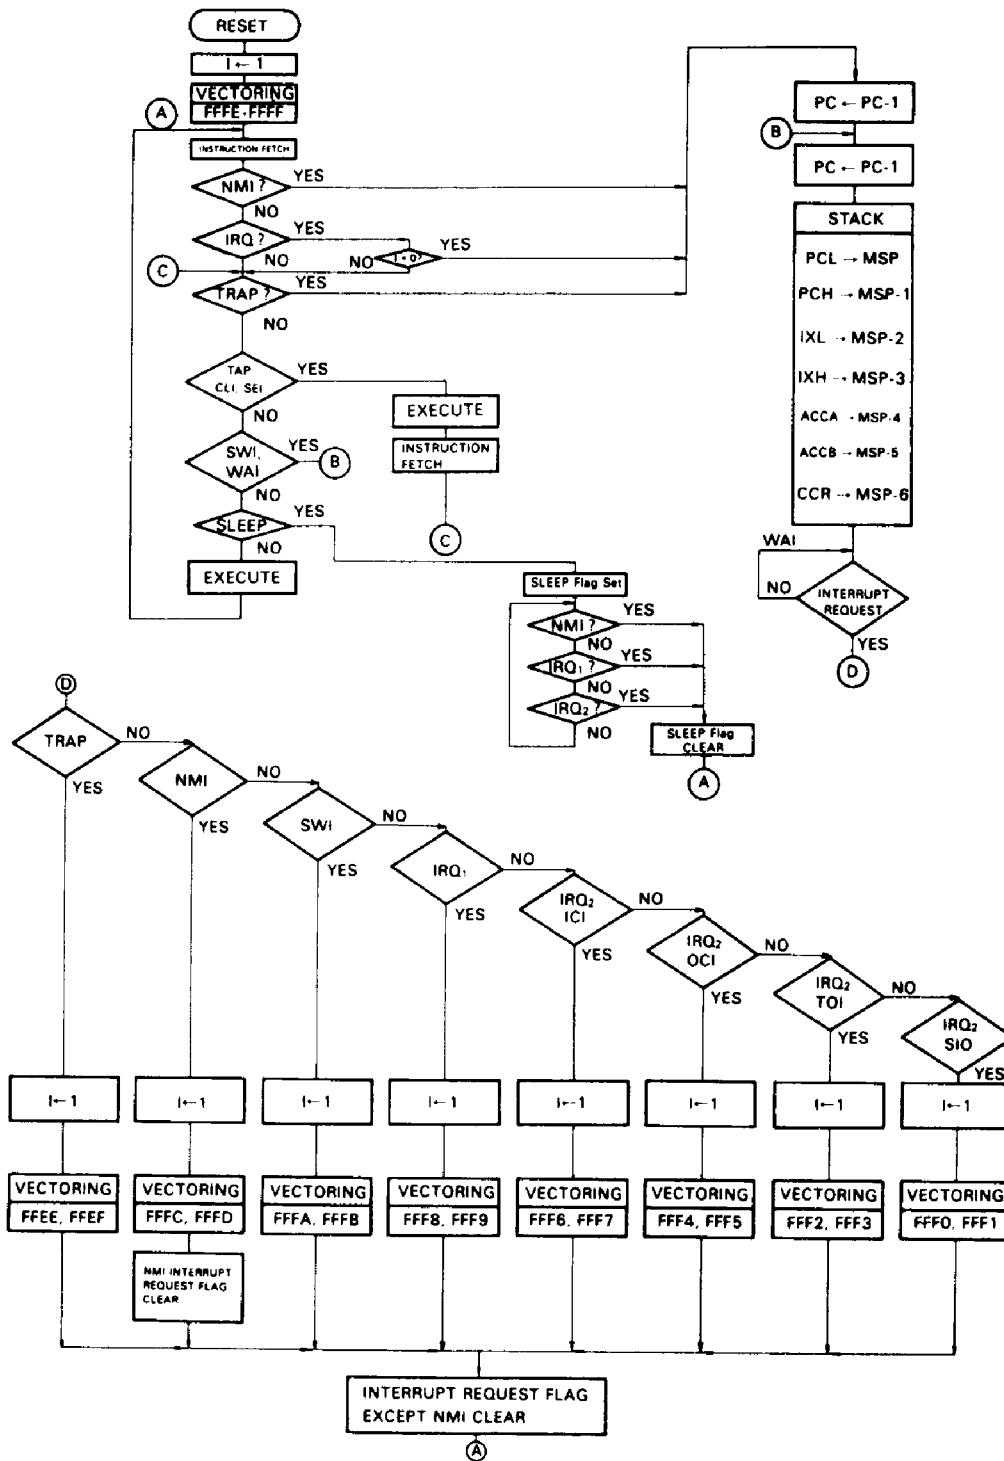 RESET
I ← 1
VECTORING
FFFE-FFFF
A
INSTRUCTION FETCH
NMI ?
YES
NO
IRQ ?
YES
NO
I = 0?
YES
NO
C
TRAP ?
YES
NO
TAP
CLI, SEI
YES
NO
EXECUTE
INSTRUCTION
FETCH
C
SWI,
WAI
YES
B
NO
SLEEP
YES
NO
EXECUTE
PC ← PC-1
B
PC ← PC-1
STACK
PCL → MSP
PCH → MSP-1
IXL → MSP-2
IXH → MSP-3
ACCA → MSP-4
ACCB → MSP-5
CCR → MSP-6
WAI
NO
INTERRUPT
REQUEST
YES
D
SLEEP Flag Set
NMI ?
YES
NO
IRQ₁ ?
YES
NO
IRQ₂ ?
YES
NO
SLEEP Flag
CLEAR
A
D
TRAP
NO
YES
NMI
NO
YES
SWI
NO
YES
IRQ₁
NO
YES
IRQ₂
ICI
NO
YES
IRQ₂
OCI
NO
YES
IRQ₂
TOI
NO
YES
IRQ₂
SIO
YES
I←1
I←1
I←1
I←1
I←1
I←1
I←1
I←1
VECTORING
FFEE, FFEF
VECTORING
FFFC, FFFD
VECTORING
FFFA, FFFB
VECTORING
FFF8, FFF9
VECTORING
FFF6, FFF7
VECTORING
FFF4, FFF5
VECTORING
FFF2, FFF3
VECTORING
FFF0, FFF1
NMI INTERRUPT
REQUEST FLAG
CLEAR
INTERRUPT REQUEST FLAG
EXCEPT NMI CLEAR
A